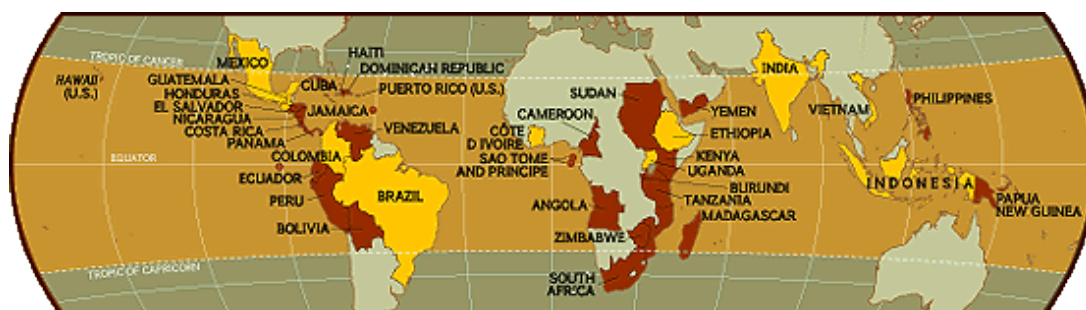 HAITI
TROPIC OF CANCER
DOMINICAN REPUBLIC
MEXICO
INDIA
HAWAII
(U.S.)
GUATEMALA
CUBA
PUERTO RICO (U.S.)
HONDURAS
SUDAN
PHILIPPINES
EL SALVADOR
JAMAICA
YEMEN
VIETNAM
NICARAGUA
CAMEROON
COSTA RICA
VENEZUELA
CÔTE
D IVOIRE
ETHIOPIA
PANAMA
EQUATOR
COLOMBIA
SAO TOME
AND PRINCIPE
KENYA
UGANDA
ECUADOR
BURUNDI
INDONESIA
PERU
BRAZIL
TANZANIA
PAPUA
NEW GUINEA
ANGOLA
MADAGASCAR
BOLIVIA
ZIMBABWE
TROPIC OF CAPRICORN
SOUTH
AFRICA